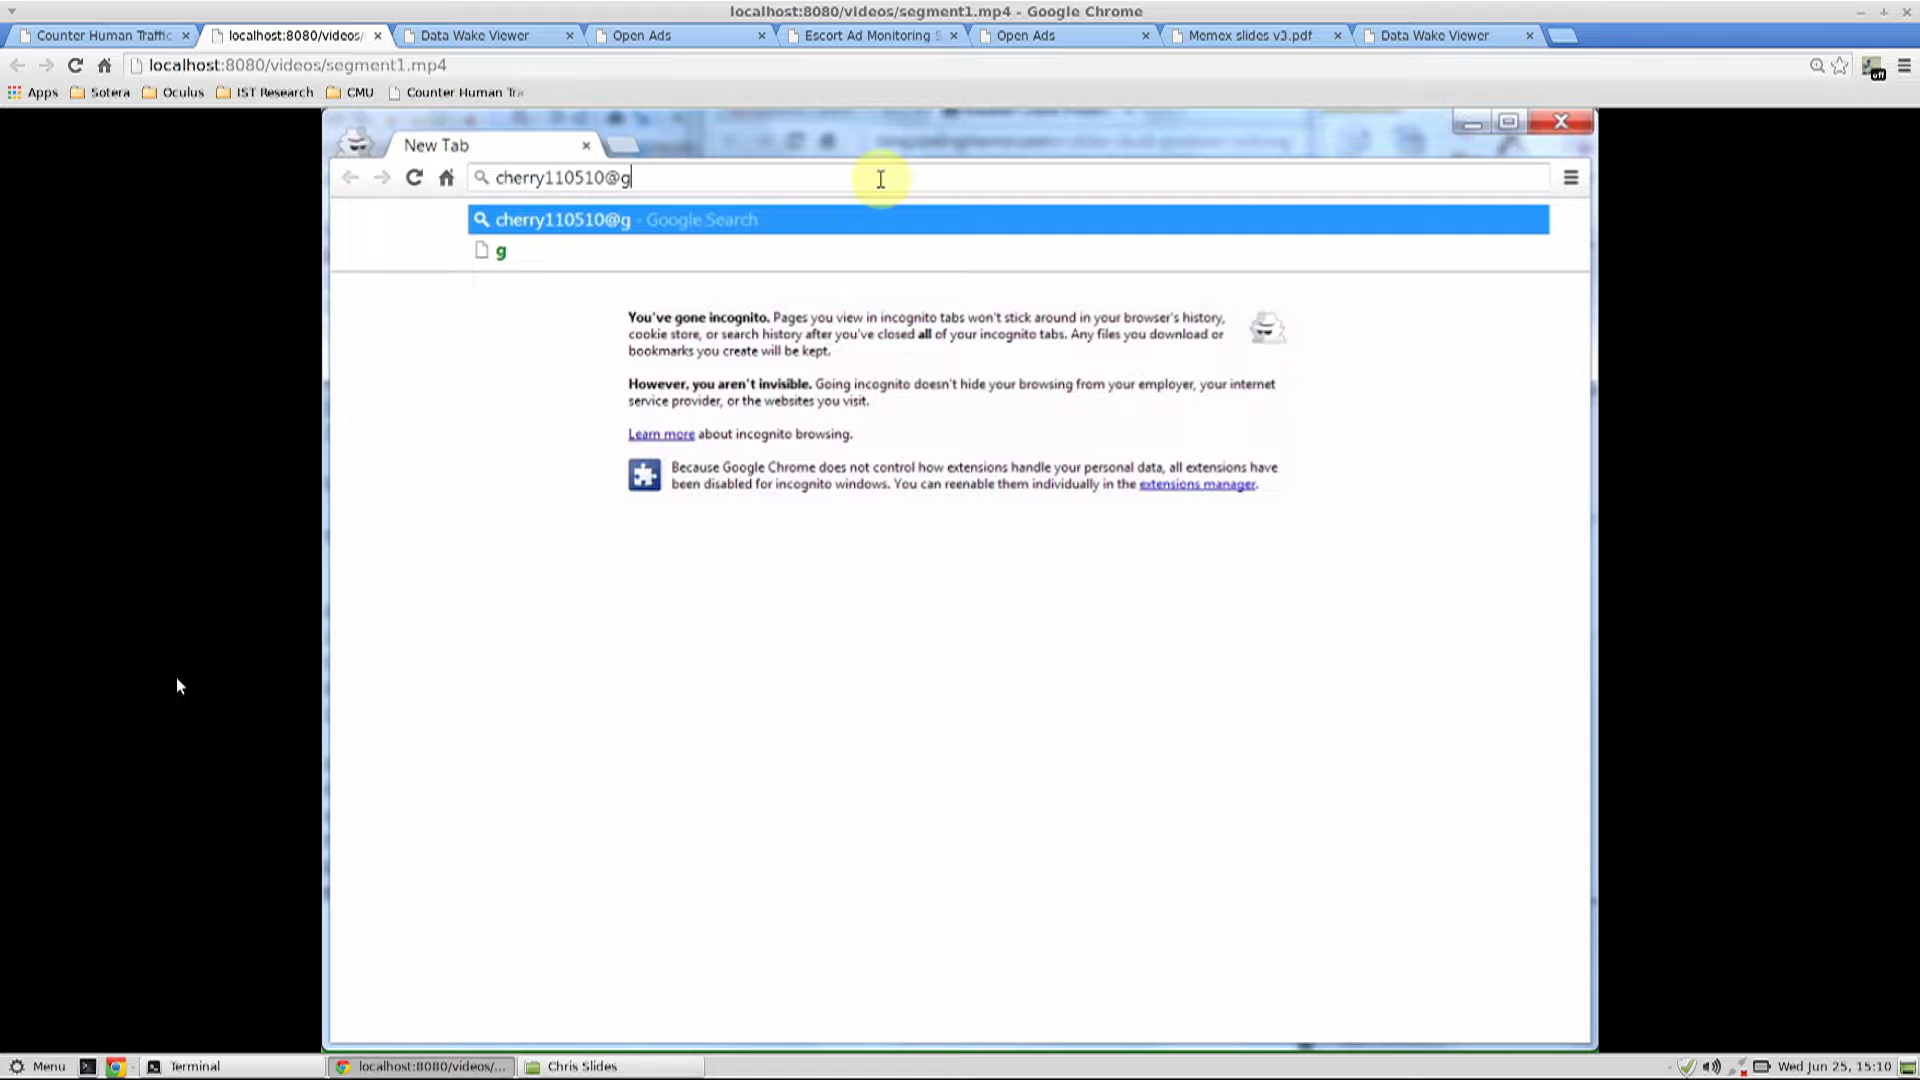 localhost:8080/videos/segment1.mp4 - Google Chrome
Counter Human Traffic
localhost:8080/videos/
Data Wake Viewer
Open Ads
Escort Ad Monitoring S
Open Ads
Memex slides v3.pdf
Data Wake Viewer
localhost:8080/videos/segment1.mp4
off
Apps Sotera Oculus IST Research CMU Counter Human Tra
New Tab
cherry110510@g
cherry110510@g - Google Search
g
You've gone incognito. Pages you view in incognito tabs won't stick around in your browser's history,
cookie store, or search history after you've closed all of your incognito tabs. Any files you download or
bookmarks you create will be kept.
However, you aren't invisible. Going incognito doesn't hide your browsing from your employer, your internet
service provider, or the websites you visit.
Learn more about incognito browsing.
Because Google Chrome does not control how extensions handle your personal data, all extensions have
been disabled for incognito windows. You can reenable them individually in the extensions manager.
Menu
Terminal
localhost:8080/videos/...
Chris Slides
Wed Jun 25, 15:10